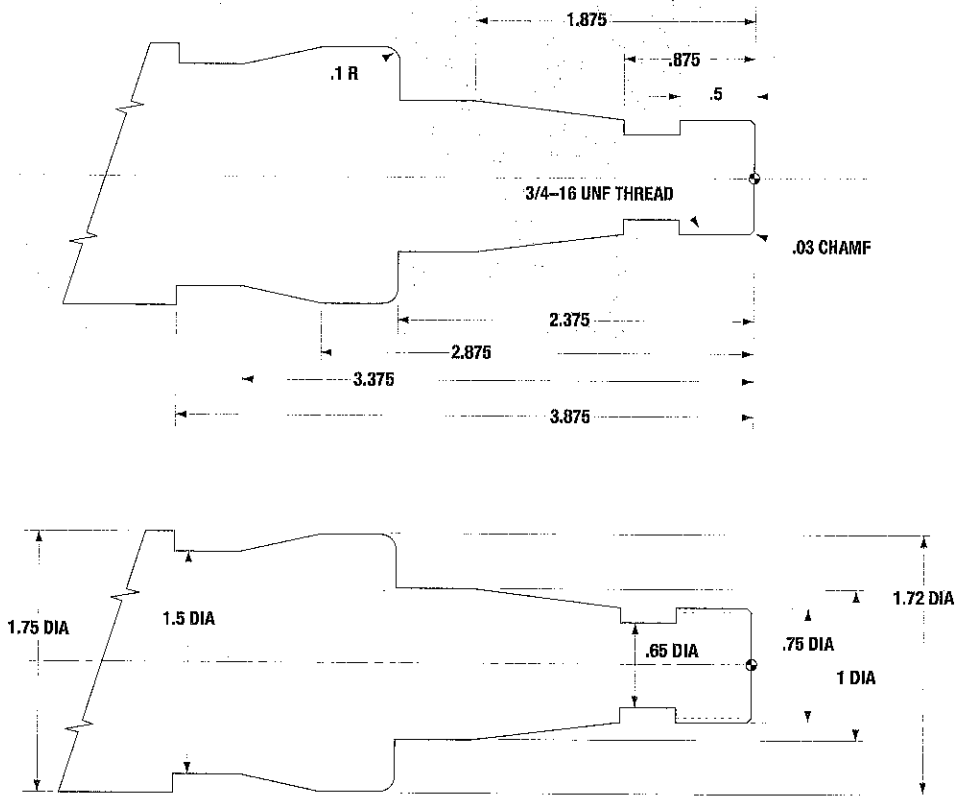 1.875
.875
.1 R
.5
3/4–16 UNF THREAD
.03 CHAMF
2.375
2.875
3.375
3.875
1.75 DIA
1.5 DIA
.65 DIA
.75 DIA
1 DIA
1.72 DIA